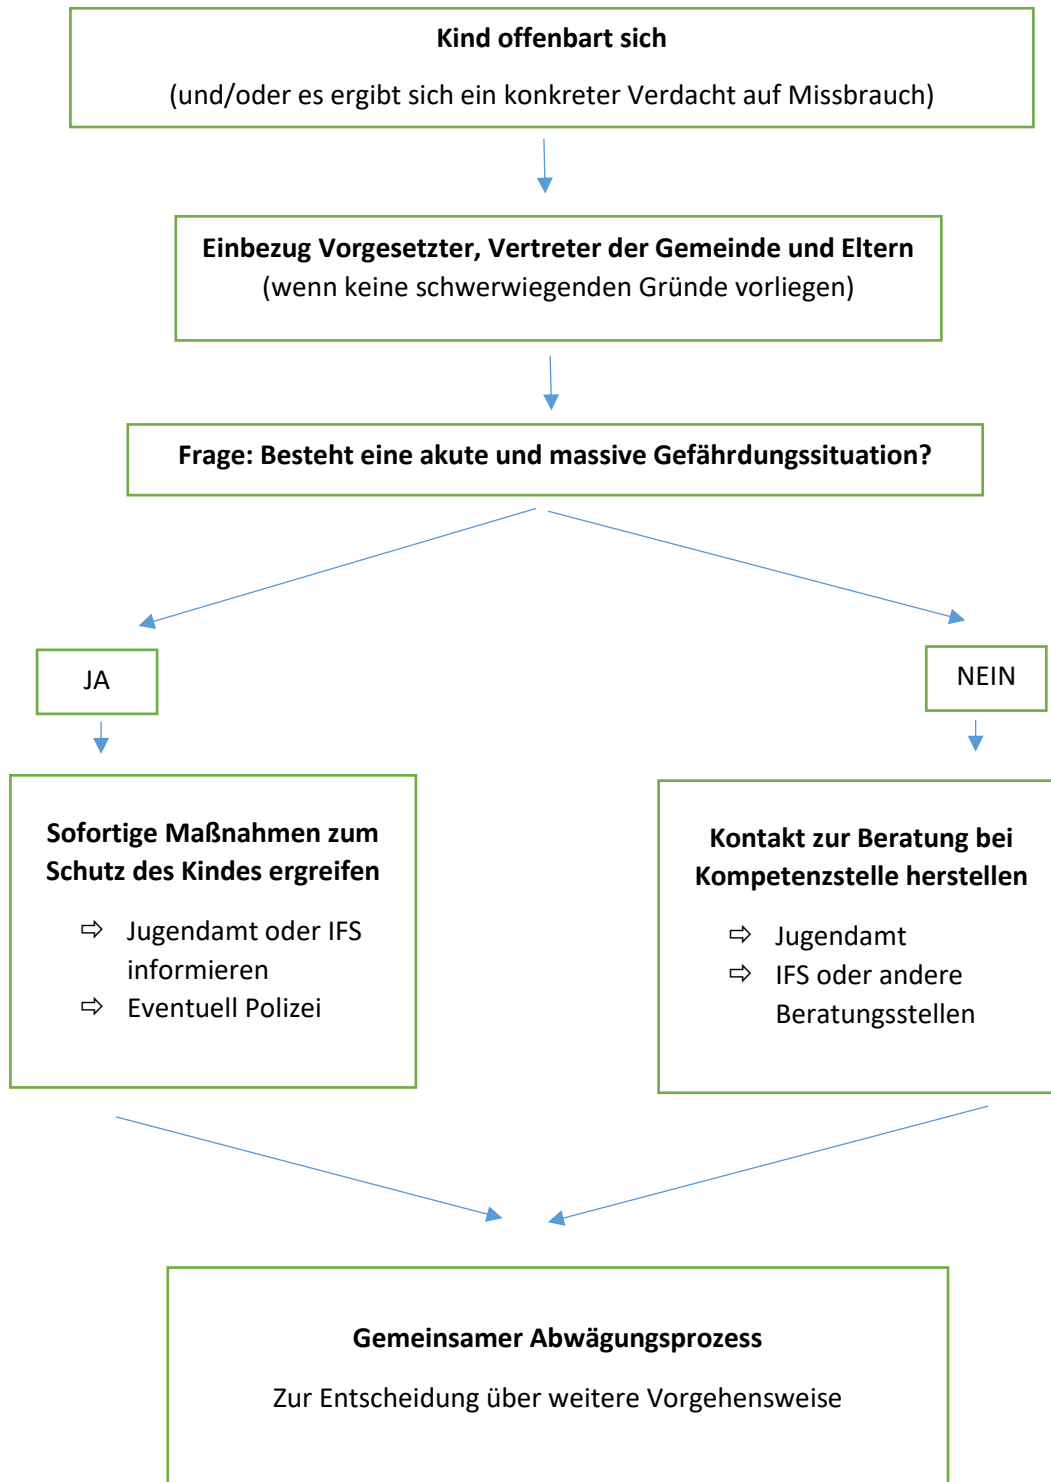 Kind offenbart sich
(und/oder es ergibt sich ein konkreter Verdacht auf Missbrauch)
Einbezug Vorgesetzter, Vertreter der Gemeinde und Eltern
(wenn keine schwerwiegenden Gründe vorliegen)
Frage: Besteht eine akute und massive Gefährdungssituation?
JA
NEIN
Sofortige Maßnahmen zum
Schutz des Kindes ergreifen
⇨ Jugendamt oder IFS
informieren
⇨ Eventuell Polizei
Kontakt zur Beratung bei
Kompetenzstelle herstellen
⇨ Jugendamt
⇨ IFS oder andere
Beratungsstellen
Gemeinsamer Abwägungsprozess
Zur Entscheidung über weitere Vorgehensweise